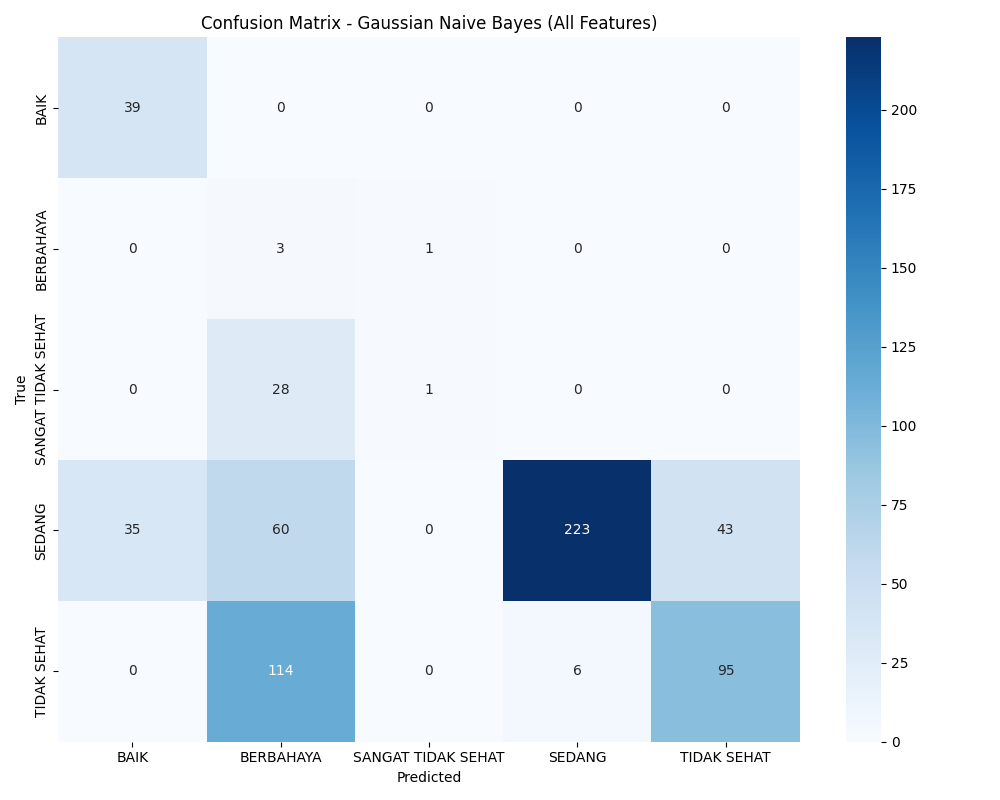 Confusion Matrix - Gaussian Naive Bayes (All Features)
True
BAIK
39 0 0 0 0
BERBAHAYA
0 3 1 0 0
SANGAT TIDAK SEHAT
0 28 1 0 0
SEDANG
35 60 0 223 43
TIDAK SEHAT
0 114 0 6 95
BAIK BERBAHAYA SANGAT TIDAK SEHAT SEDANG TIDAK SEHAT
Predicted
200
175
150
125
100
75
50
25
0